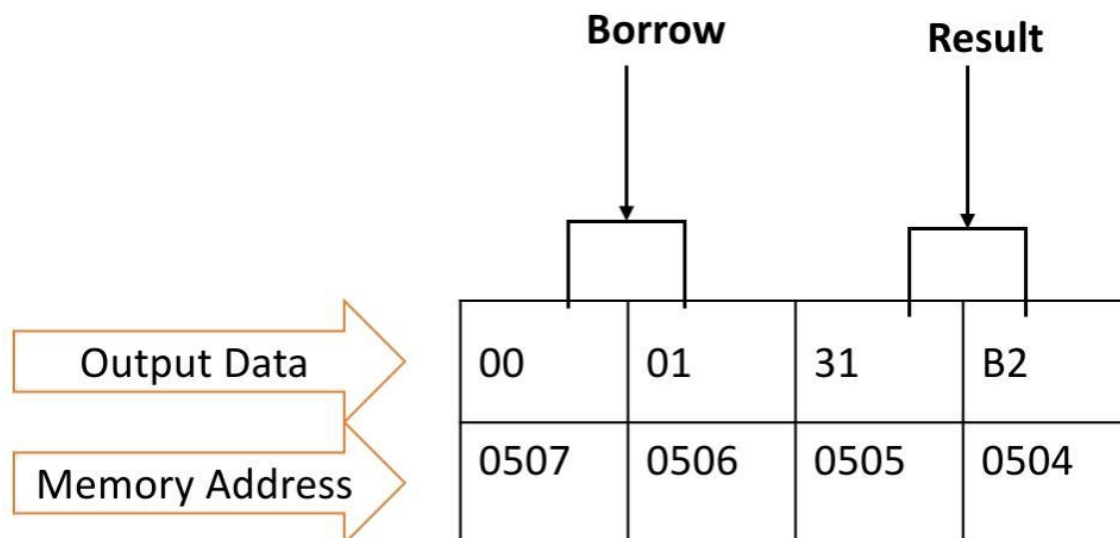 Borrow
Result
Output Data
00 01 31 B2
Memory Address
0507 0506 0505 0504